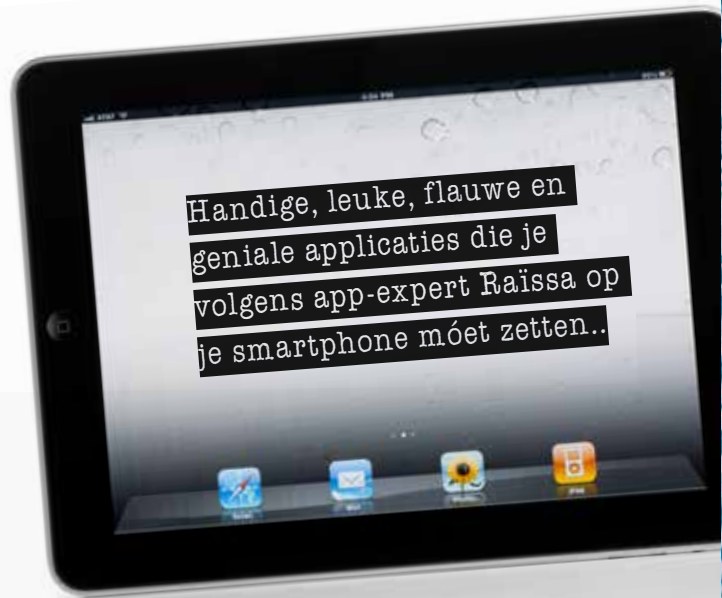 Handige, leuke, flauwe en
geniale applicaties die je
volgens app-expert Raïssa op
je smartphone móet zetten..